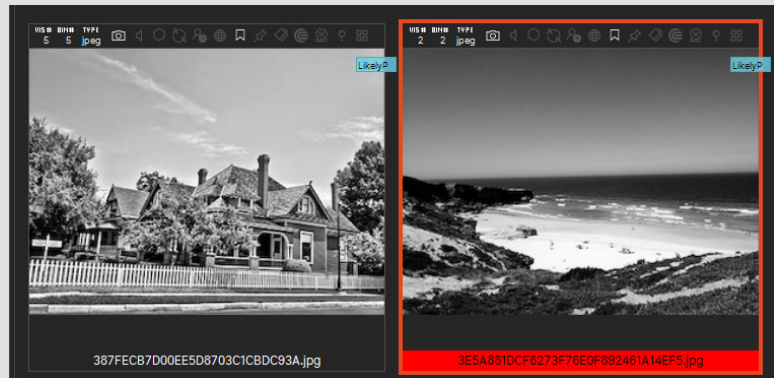 VIS# BIN# TYPE
5 5 jpeg
LikelyP
387FECB7D00EE5D8703C1CBDC93A.jpg
VIS# BIN# TYPE
2 2 jpeg
LikelyP
3E5A881DCF6273F76E0F892461A14EF5.jpg